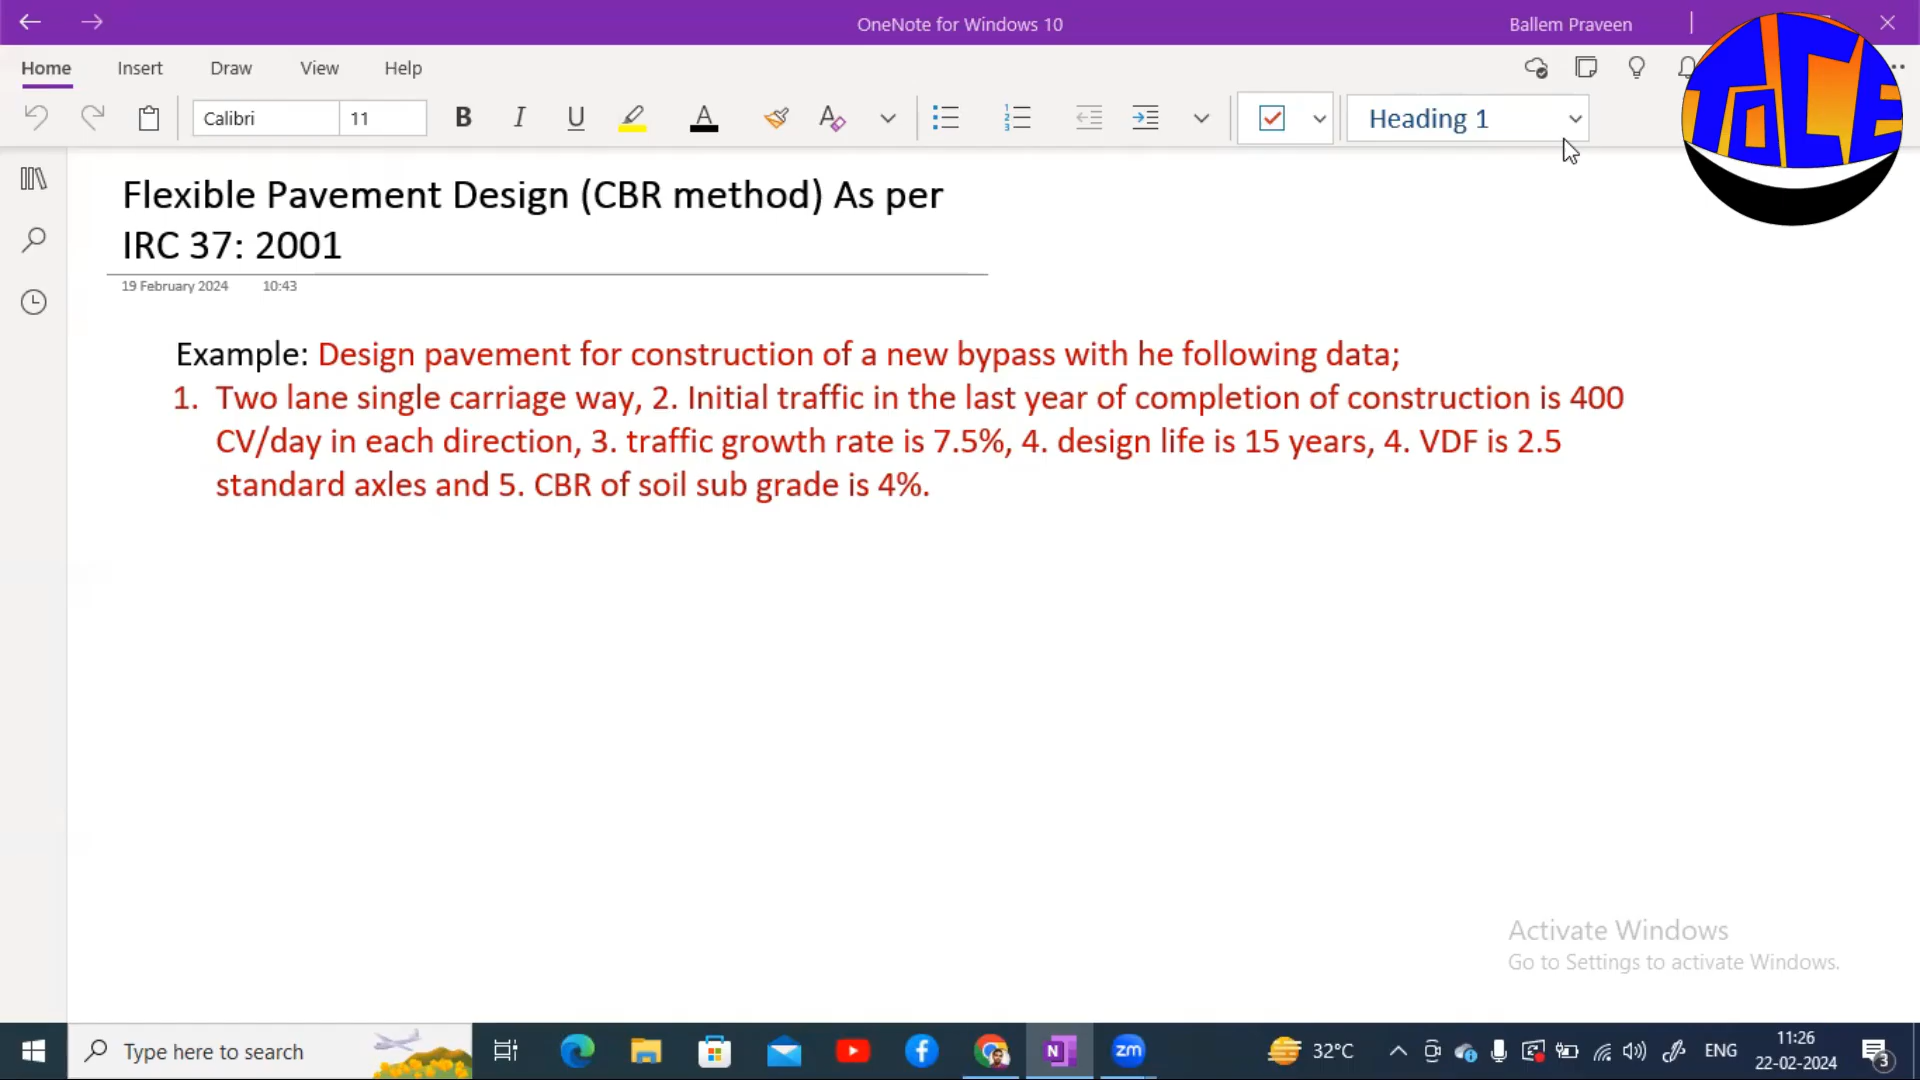 OneNote for Windows 10
Ballem Praveen
Home Insert Draw View Help
Calibri 11 B I U A A Heading 1
TOCE
Flexible Pavement Design (CBR method) As per
IRC 37: 2001
19 February 2024 10:43
Example: Design pavement for construction of a new bypass with he following data;
1. Two lane single carriage way, 2. Initial traffic in the last year of completion of construction is 400
CV/day in each direction, 3. traffic growth rate is 7.5%, 4. design life is 15 years, 4. VDF is 2.5
standard axles and 5. CBR of soil sub grade is 4%.
Activate Windows
Go to Settings to activate Windows.
Type here to search
zm
32°C
ENG
11:26
22-02-2024
3